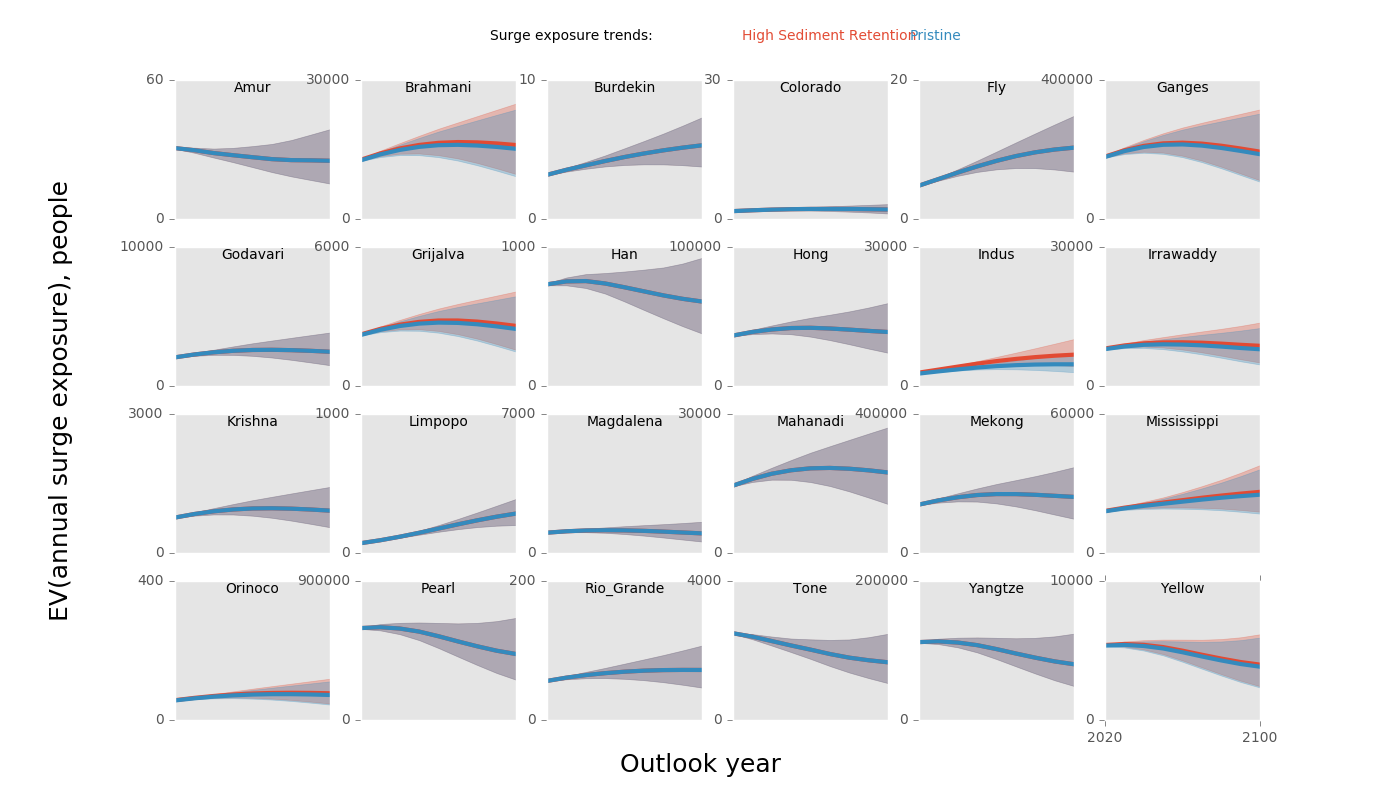 Surge exposure trends: High Sediment Retention Pristine
60 30000 10 30 20 400000
Amur Brahmani Burdekin Colorado Fly Ganges
0 0 0 0 0 0
10000 6000 1000 100000 30000 30000
Godavari Grijalva Han Hong Indus Irrawaddy
0 0 0 0 0 0
3000 1000 7000 30000 400000 60000
Krishna Limpopo Magdalena Mahanadi Mekong Mississippi
0 0 0 0 0 0
400 900000 200 4000 200000 10000
Orinoco Pearl Rio_Grande Tone Yangtze Yellow
0 0 0 0 0 0
2020 2100
EV(annual surge exposure), people
Outlook year